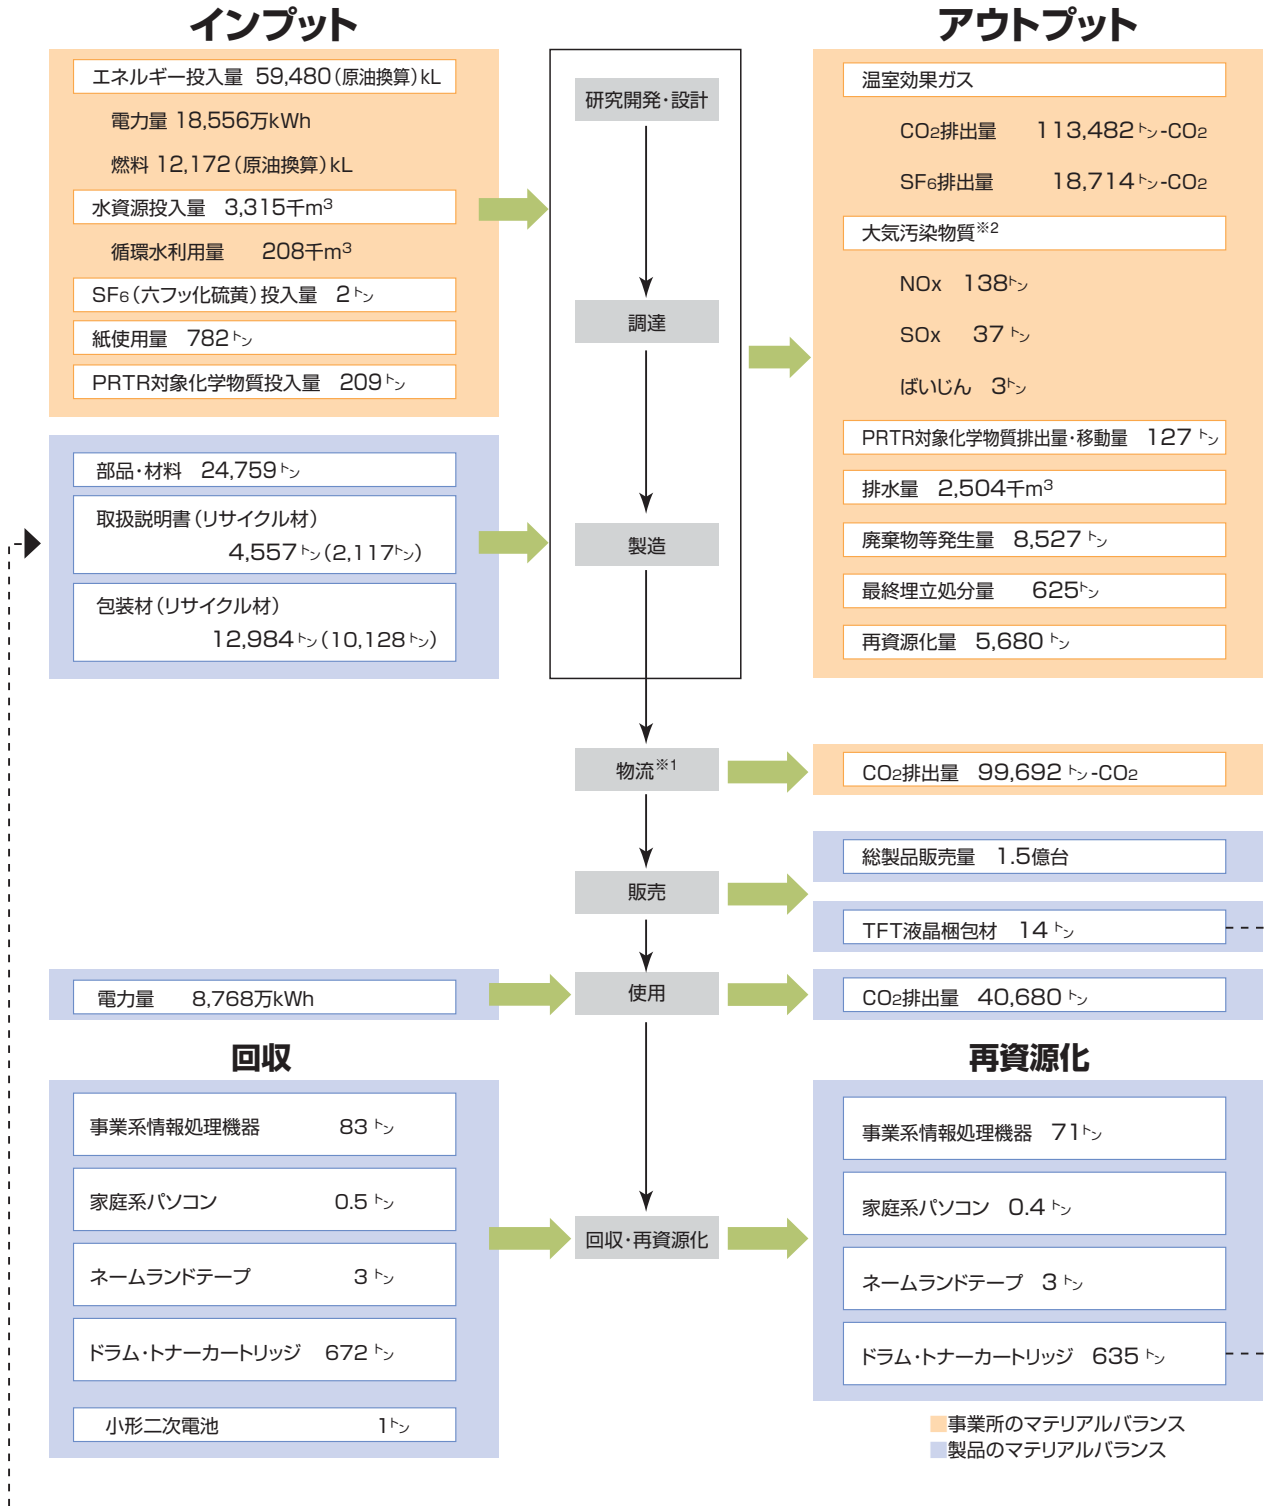 インプット
エネルギー投入量 59,480(原油換算)kL
電力量 18,556万kWh
燃料 12,172(原油換算)kL
水資源投入量 3,315千m³
循環水利用量 208千m³
SF₆(六フッ化硫黄)投入量 2トン
紙使用量 782トン
PRTR対象化学物質投入量 209トン
部品・材料 24,759トン
取扱説明書(リサイクル材)
4,557トン(2,117トン)
包装材(リサイクル材)
12,984トン(10,128トン)
研究開発・設計
調達
製造
物流※1
販売
使用
回収・再資源化
アウトプット
温室効果ガス
CO₂排出量 113,482トン-CO₂
SF₆排出量 18,714トン-CO₂
大気汚染物質※2
NOx 138トン
SOx 37トン
ばいじん 3トン
PRTR対象化学物質排出量・移動量 127トン
排水量 2,504千m³
廃棄物等発生量 8,527トン
最終埋立処分量 625トン
再資源化量 5,680トン
CO₂排出量 99,692トン-CO₂
総製品販売量 1.5億台
TFT液晶梱包材 14トン
電力量 8,768万kWh
CO₂排出量 40,680トン
回収
事業系情報処理機器 83トン
家庭系パソコン 0.5トン
ネームランドテープ 3トン
ドラム・トナーカートリッジ 672トン
小形二次電池 1トン
再資源化
事業系情報処理機器 71トン
家庭系パソコン 0.4トン
ネームランドテープ 3トン
ドラム・トナーカートリッジ 635トン
事業所のマテリアルバランス
製品のマテリアルバランス